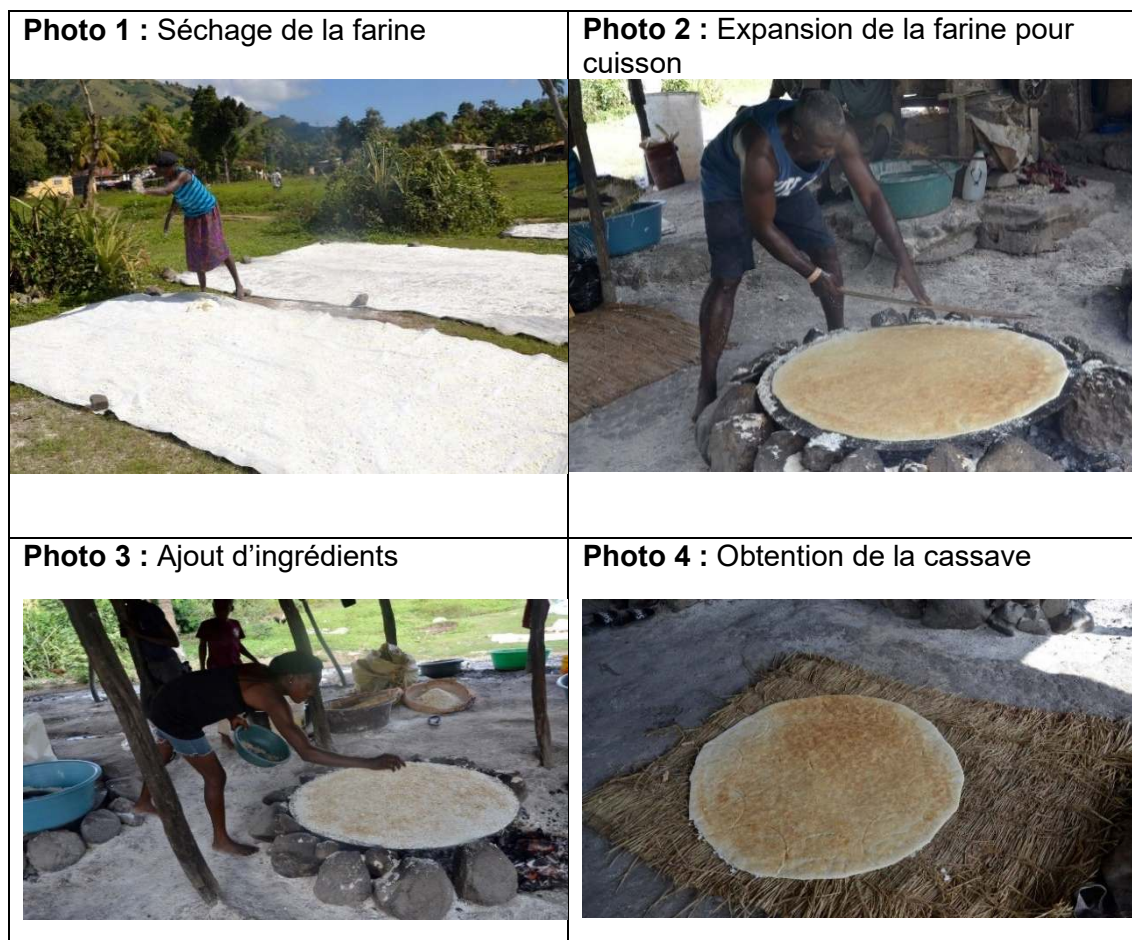 Photo 1 : Séchage de la farine
Photo 2 : Expansion de la farine pour
cuisson
Photo 3 : Ajout d’ingrédients
Photo 4 : Obtention de la cassave